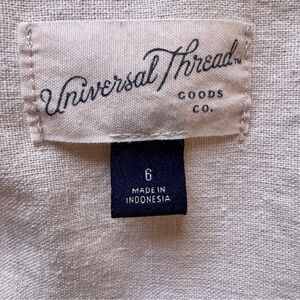 Universal Thread™
GOODS
CO.
6
MADE IN
INDONESIA